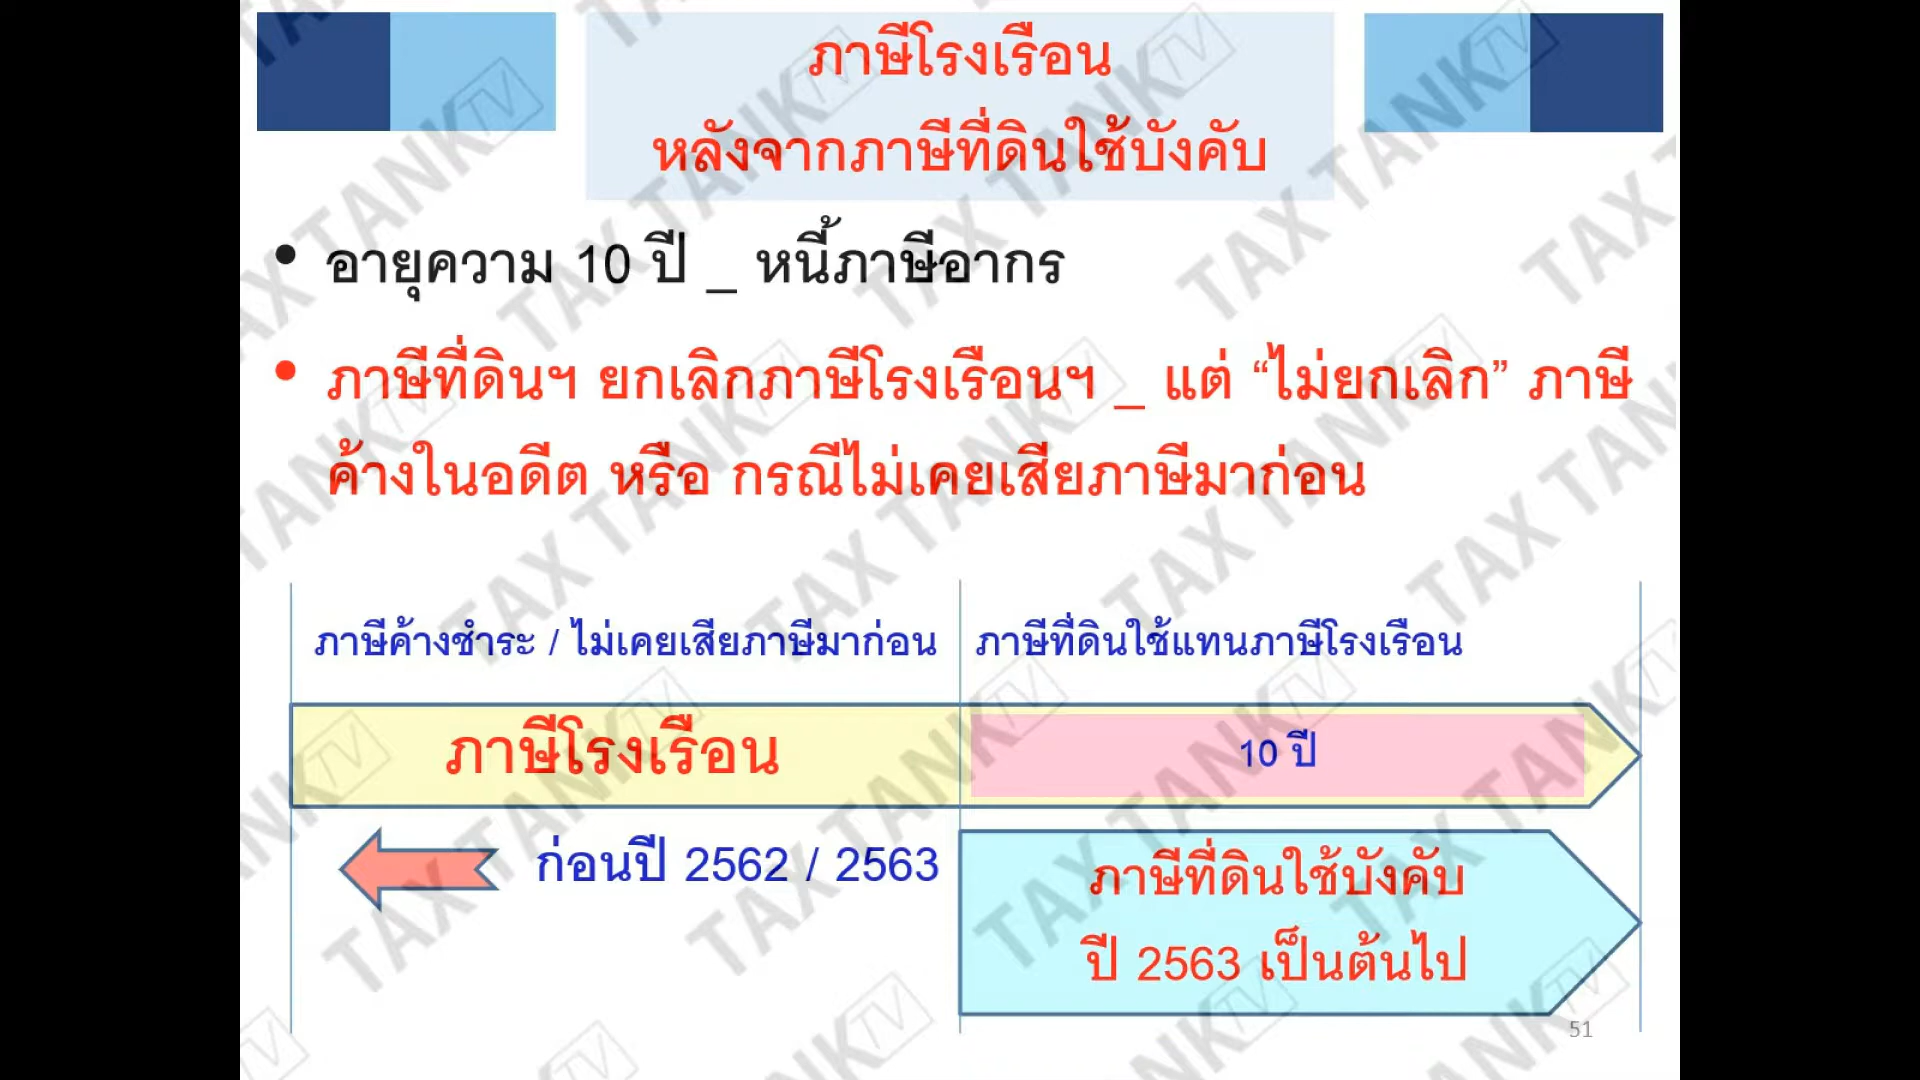 ภาษีโรงเรือน
หลังจากภาษีที่ดินใช้บังคับ
• อายุความ 10 ปี _ หนี้ภาษีอากร
• ภาษีที่ดินฯ ยกเลิกภาษีโรงเรือนฯ _ แต่ “ไม่ยกเลิก” ภาษี
ค้างในอดีต หรือ กรณีไม่เคยเสียภาษีมาก่อน
ภาษีค้างชำระ / ไม่เคยเสียภาษีมาก่อน
ภาษีที่ดินใช้แทนภาษีโรงเรือน
ภาษีโรงเรือน
10 ปี
ก่อนปี 2562 / 2563
ภาษีที่ดินใช้บังคับ
ปี 2563 เป็นต้นไป
51
TAX TANK TV